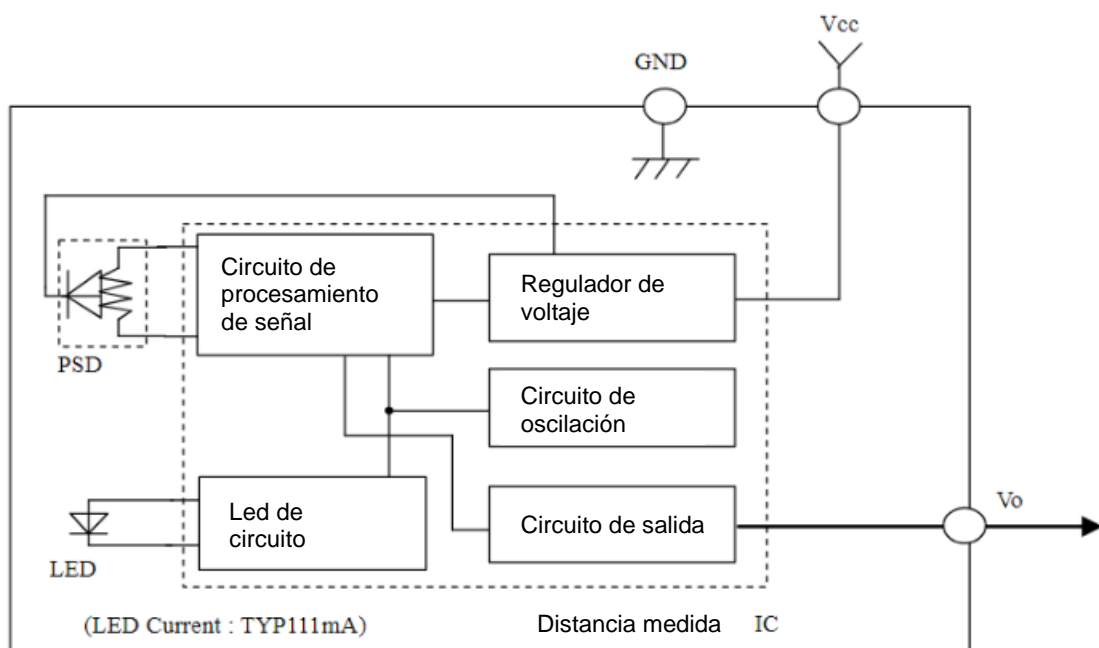 Vcc
GND
Circuito de
procesamiento
de señal
Regulador de
voltaje
PSD
Circuito de
oscilación
Led de
circuito
Circuito de salida
Vo
LED
(LED Current : TYP111mA)
Distancia medida IC